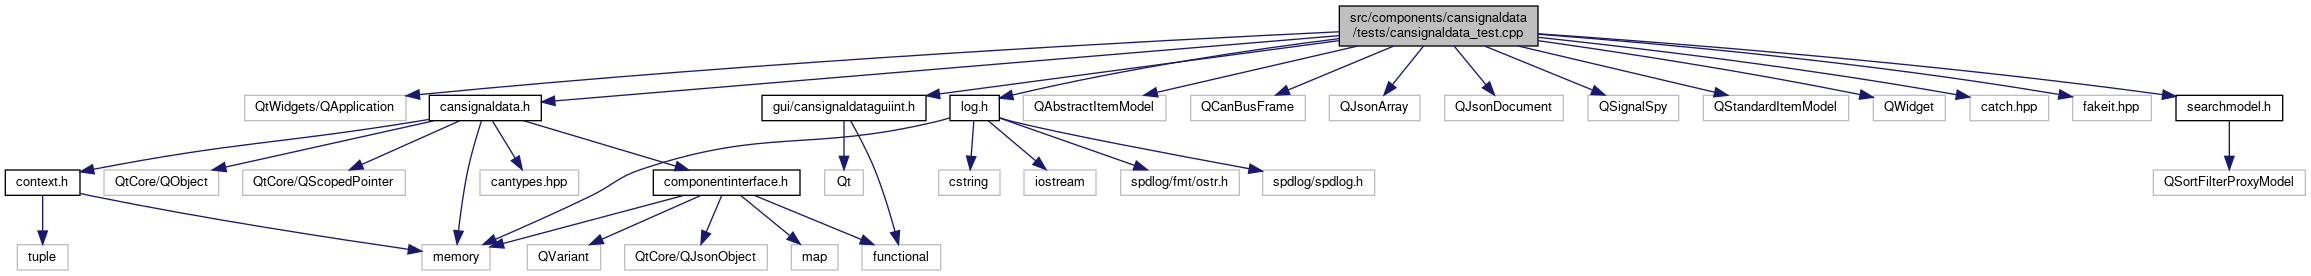 src/components/cansignaldata
/tests/cansignaldata_test.cpp
QtWidgets/QApplication
cansignaldata.h
gui/cansignaldataguiint.h
log.h
QAbstractItemModel
QCanBusFrame
QJsonArray
QJsonDocument
QSignalSpy
QStandardItemModel
QWidget
catch.hpp
fakeit.hpp
searchmodel.h
context.h
QtCore/QObject
QtCore/QScopedPointer
cantypes.hpp
componentinterface.h
Qt
cstring
iostream
spdlog/fmt/ostr.h
spdlog/spdlog.h
QSortFilterProxyModel
tuple
memory
QVariant
QtCore/QJsonObject
map
functional